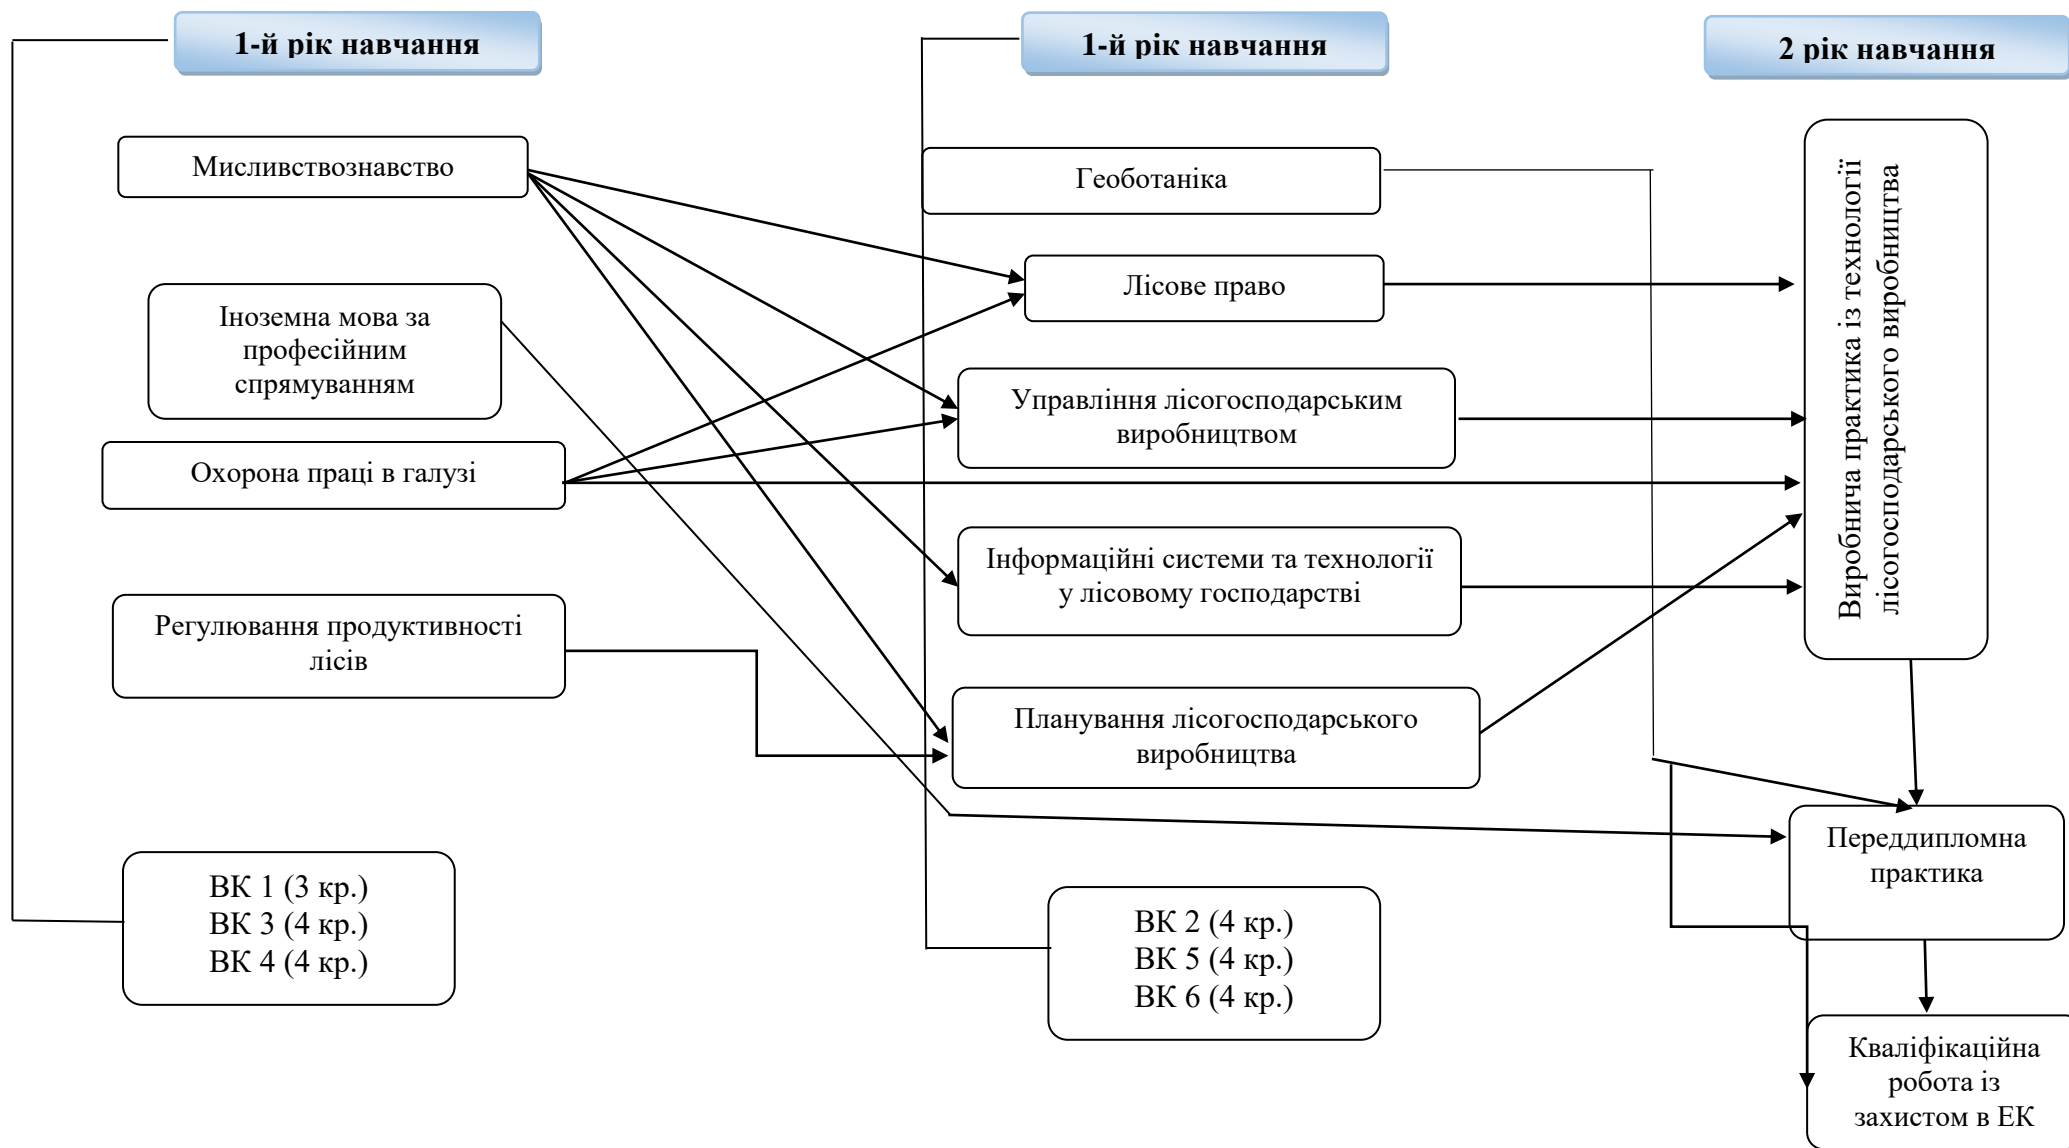 1-й рік навчання
1-й рік навчання
2 рік навчання
Мисливствознавство
Іноземна мова за
професійним
спрямуванням
Охорона праці в галузі
Регулювання продуктивності
лісів
ВК 1 (3 кр.)
ВК 3 (4 кр.)
ВК 4 (4 кр.)
Геоботаніка
Лісове право
Управління лісогосподарським
виробництвом
Інформаційні системи та технології
у лісовому господарстві
Планування лісогосподарського
виробництва
ВК 2 (4 кр.)
ВК 5 (4 кр.)
ВК 6 (4 кр.)
Виробнича практика із технології
лісогосподарського виробництва
Переддипломна
практика
Кваліфікаційна
робота із
захистом в ЕК